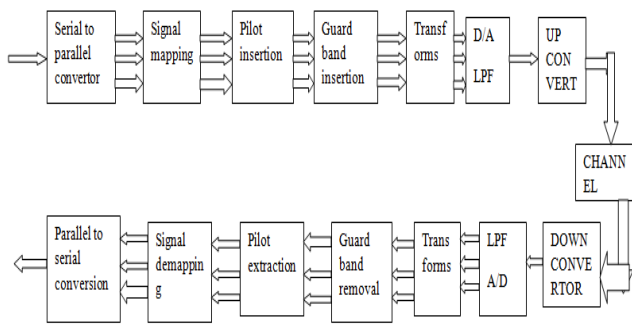 Serial to
parallel
convertor
Signal
mapping
Pilot
insertion
Guard
band
insertion
Transf
orms
D/A
LPF
UP
CON
VERT
CHANN
EL
Parallel to
serial
conversion
Signal
demappin
g
Pilot
extraction
Guard
band
removal
Trans
forms
LPF
A/D
DOWN
CONVE
RTOR